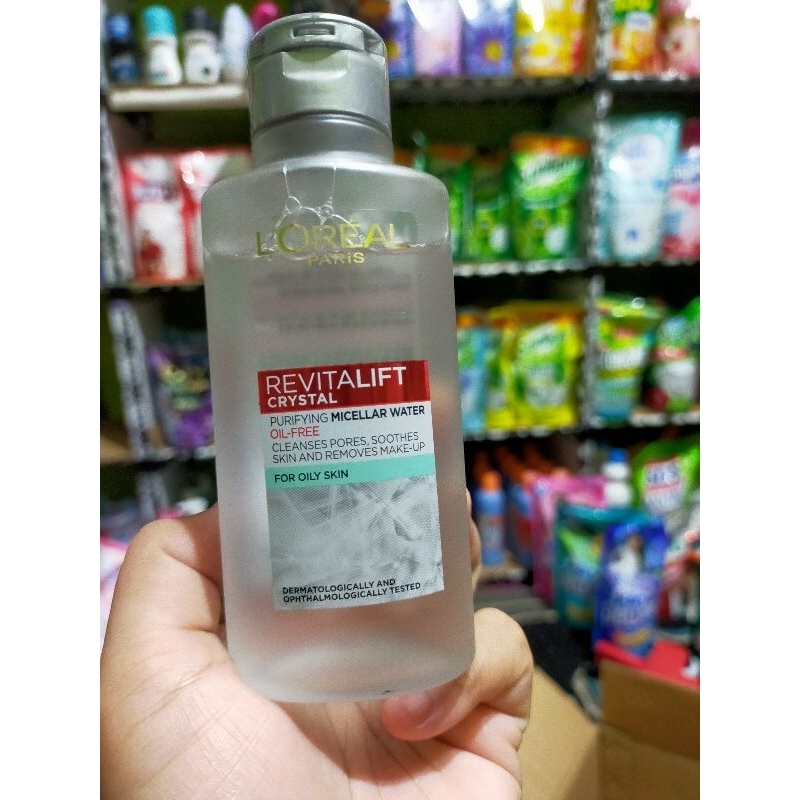 L'ORÉAL
PARIS
REVITALIFT
CRYSTAL
PURIFYING MICELLAR WATER
OIL-FREE
CLEANSES PORES, SOOTHES
SKIN AND REMOVES MAKE-UP
FOR OILY SKIN
DERMATOLOGICALLY AND
OPHTHALMOLOGICALLY TESTED